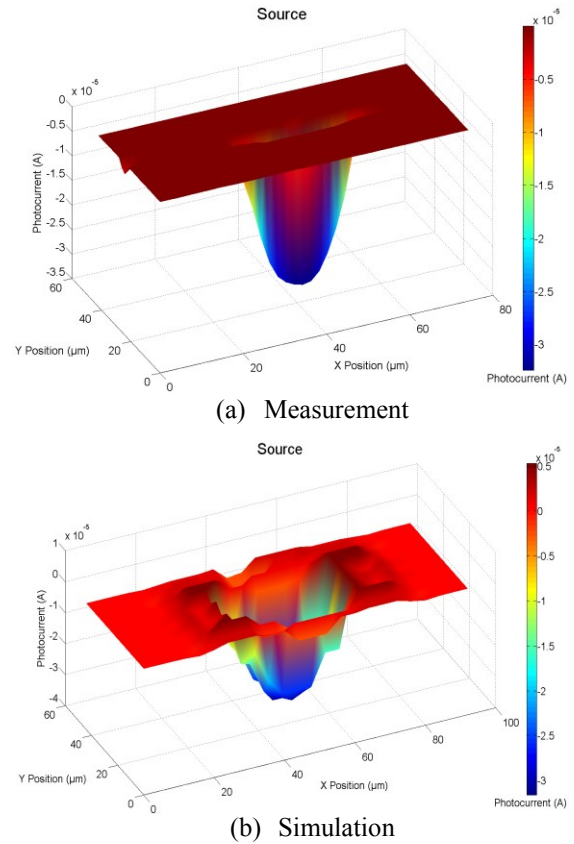 Source
x 10⁻⁵
0
-0.5
-1
-1.5
-2
-2.5
-3
-3.5
Photocurrent (A)
60
40
20
0
Y Position (µm)
0
20
40
60
80
X Position (µm)
x 10⁻⁵
-0.5
-1
-1.5
-2
-2.5
-3
Photocurrent (A)
(a) Measurement
Source
x 10⁻⁵
1
0
-1
-2
-3
-4
Photocurrent (A)
60
40
20
0
Y Position (µm)
0
20
40
60
80
100
X Position (µm)
x 10⁻⁵
0.5
0
-0.5
-1
-1.5
-2
-2.5
-3
Photocurrent (A)
(b) Simulation